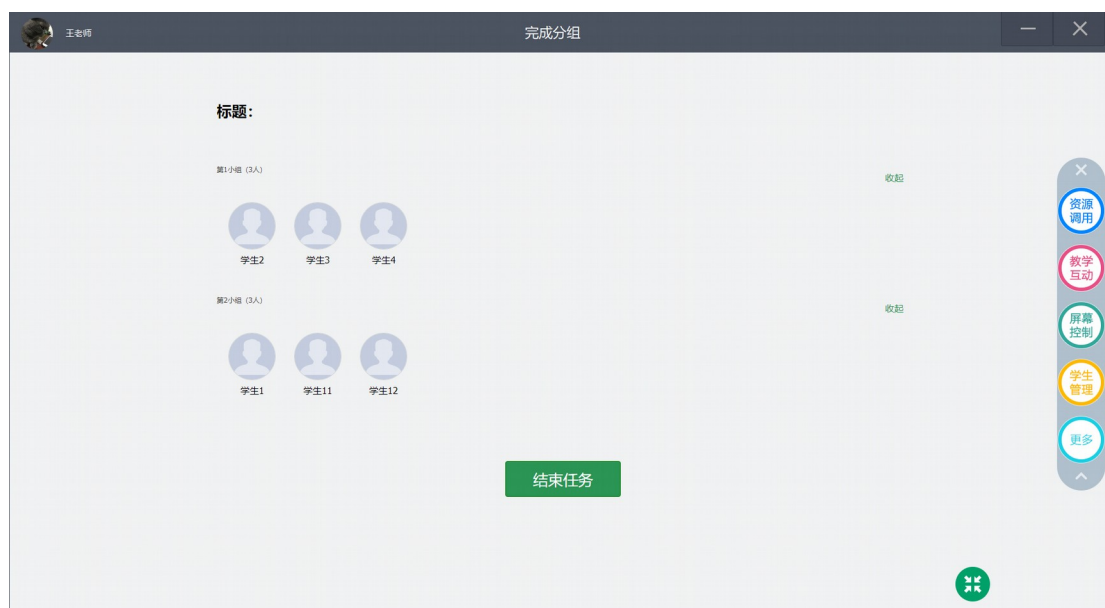 王老师
完成分组
标题：
第1小组（3人）
收起
学生2
学生3
学生4
第2小组（3人）
收起
学生1
学生11
学生12
结束任务
资源
调用
教学
互动
屏幕
控制
学生
管理
更多